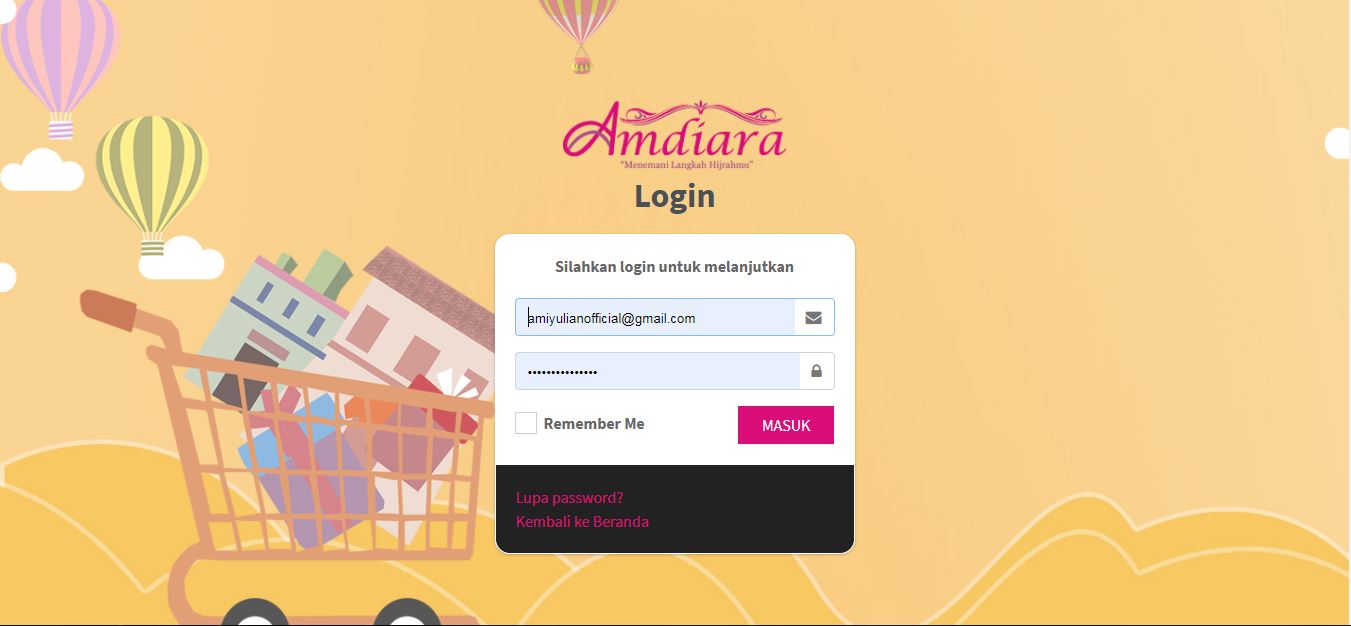 Amdiara
"Menemani Langkah Hijrahmu"
Login
Silahkan login untuk melanjutkan
amiyulianofficial@gmail.com
•••••••••••••••
Remember Me
MASUK
Lupa password?
Kembali ke Beranda